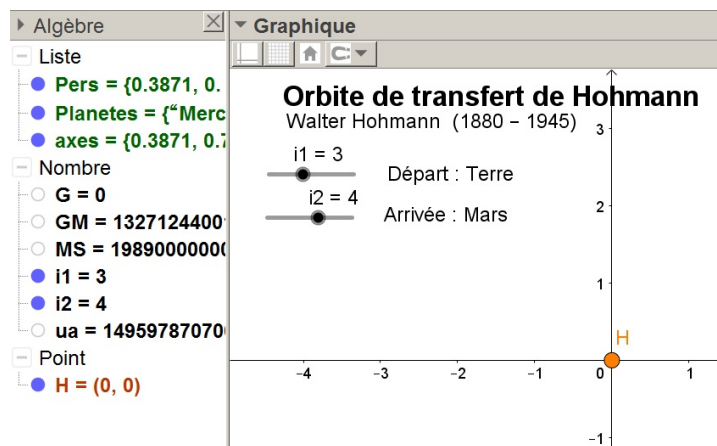 Algèbre
Liste
Pers = {0.3871, 0.
Planetes = {“Merc
axes = {0.3871, 0.7
Nombre
G = 0
GM = 1327124400
MS = 19890000000
i1 = 3
i2 = 4
ua = 14959787070
Point
H = (0, 0)
Graphique
Orbite de transfert de Hohmann
Walter Hohmann (1880 – 1945)
i1 = 3
Départ : Terre
i2 = 4
Arrivée : Mars
3
2
1
H
−4 −3 −2 −1 0 1
−1